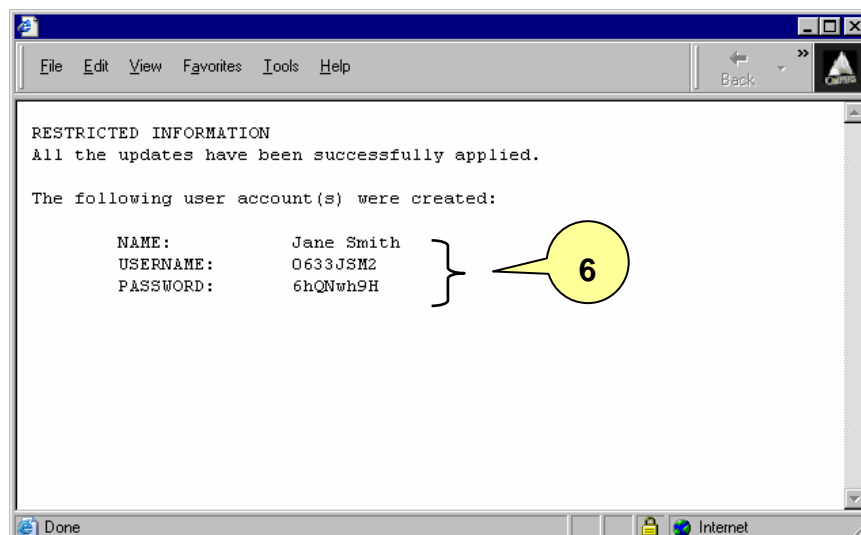 File Edit View Favorites Tools Help
Back »
RESTRICTED INFORMATION
All the updates have been successfully applied.
The following user account(s) were created:
NAME: Jane Smith
USERNAME: O633JSM2
PASSWORD: 6hQNwh9H
6
Done Internet